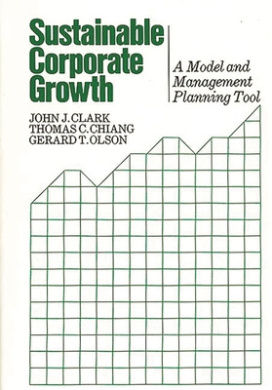 Sustainable
Corporate
Growth
A Model and
Management
Planning Tool
JOHN J. CLARK
THOMAS C. CHIANG
GERARD T. OLSON